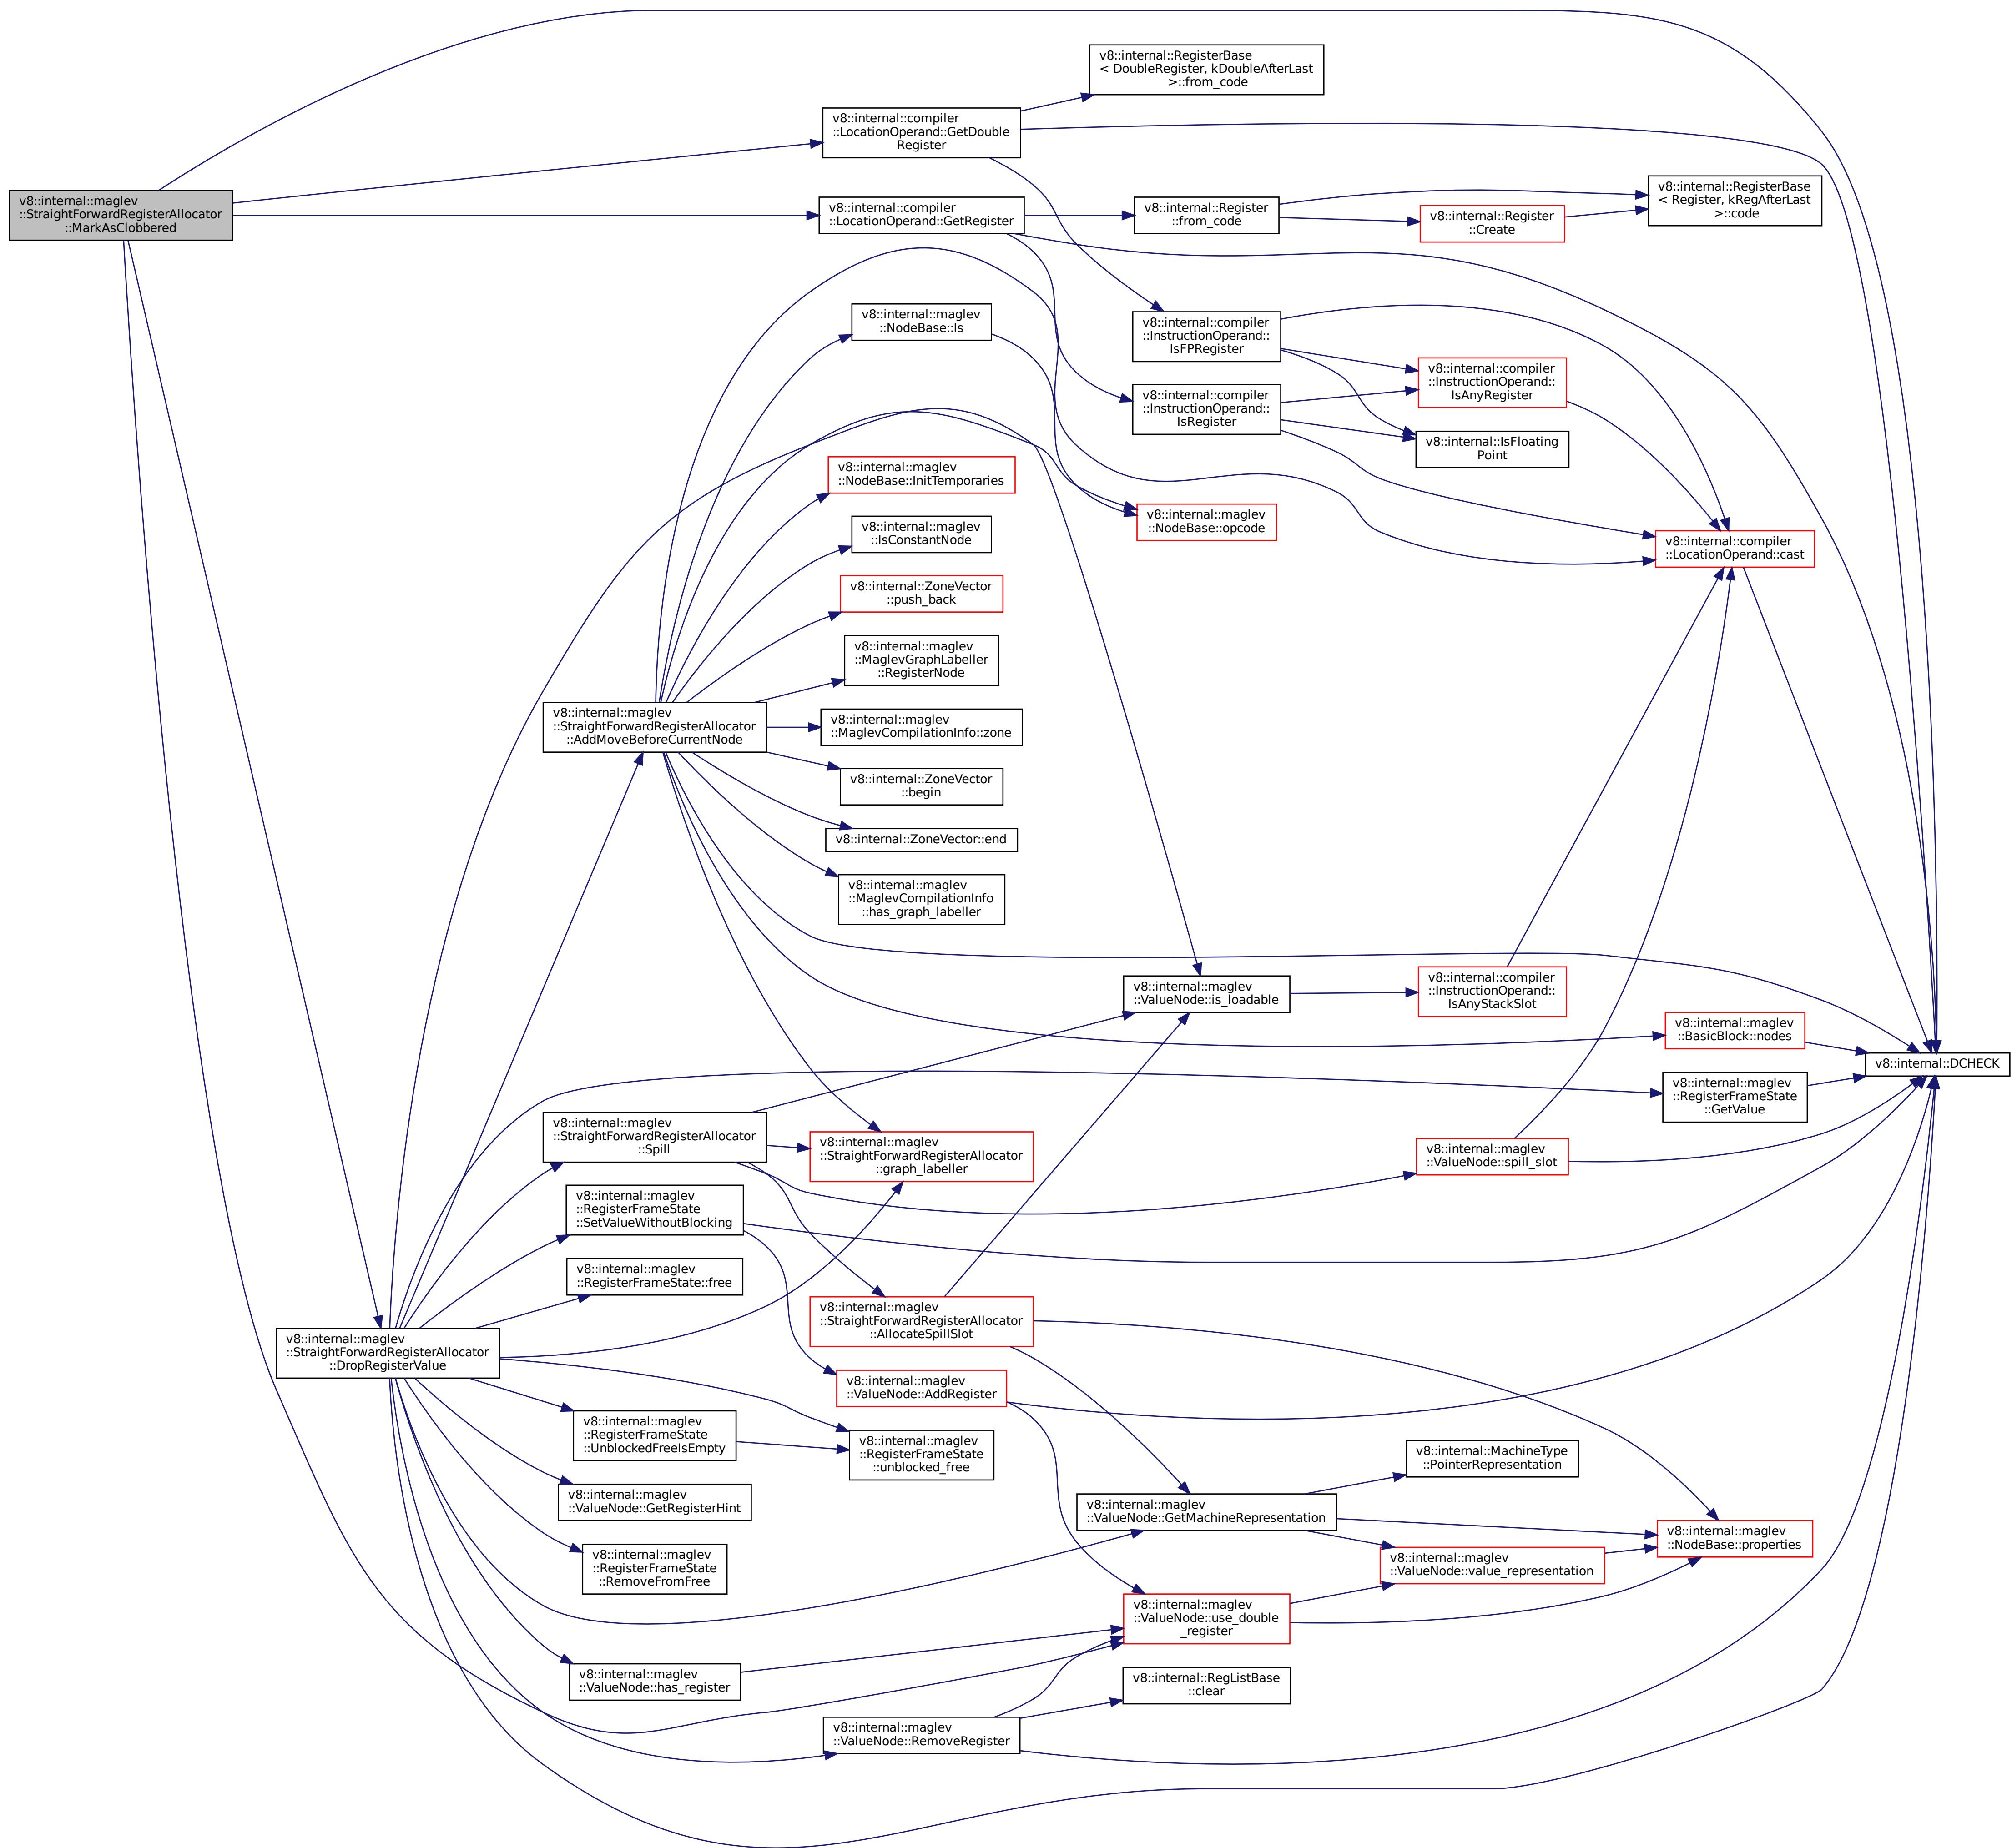 v8::internal::maglev
::StraightForwardRegisterAllocator
::MarkAsClobbered
v8::internal::RegisterBase
< DoubleRegister, kDoubleAfterLast
>::from_code
v8::internal::compiler
::LocationOperand::GetDouble
Register
v8::internal::compiler
::LocationOperand::GetRegister
v8::internal::Register
::from_code
v8::internal::Register
::Create
v8::internal::RegisterBase
< Register, kRegAfterLast
>::code
v8::internal::compiler
::InstructionOperand::
IsFPRegister
v8::internal::compiler
::InstructionOperand::
IsRegister
v8::internal::compiler
::InstructionOperand::
IsAnyRegister
v8::internal::IsFloating
Point
v8::internal::maglev
::NodeBase::Is
v8::internal::maglev
::NodeBase::InitTemporaries
v8::internal::maglev
::NodeBase::opcode
v8::internal::compiler
::LocationOperand::cast
v8::internal::maglev
::IsConstantNode
v8::internal::ZoneVector
::push_back
v8::internal::maglev
::MaglevGraphLabeller
::RegisterNode
v8::internal::maglev
::StraightForwardRegisterAllocator
::AddMoveBeforeCurrentNode
v8::internal::maglev
::MaglevCompilationInfo::zone
v8::internal::ZoneVector
::begin
v8::internal::ZoneVector::end
v8::internal::maglev
::MaglevCompilationInfo
::has_graph_labeller
v8::internal::maglev
::ValueNode::is_loadable
v8::internal::compiler
::InstructionOperand::
IsAnyStackSlot
v8::internal::maglev
::BasicBlock::nodes
v8::internal::DCHECK
v8::internal::maglev
::RegisterFrameState
::GetValue
v8::internal::maglev
::StraightForwardRegisterAllocator
::Spill
v8::internal::maglev
::StraightForwardRegisterAllocator
::graph_labeller
v8::internal::maglev
::ValueNode::spill_slot
v8::internal::maglev
::RegisterFrameState
::SetValueWithoutBlocking
v8::internal::maglev
::RegisterFrameState::free
v8::internal::maglev
::StraightForwardRegisterAllocator
::AllocateSpillSlot
v8::internal::maglev
::StraightForwardRegisterAllocator
::DropRegisterValue
v8::internal::maglev
::ValueNode::AddRegister
v8::internal::maglev
::RegisterFrameState
::UnblockedFreeIsEmpty
v8::internal::maglev
::RegisterFrameState
::unblocked_free
v8::internal::MachineType
::PointerRepresentation
v8::internal::maglev
::ValueNode::GetRegisterHint
v8::internal::maglev
::ValueNode::GetMachineRepresentation
v8::internal::maglev
::NodeBase::properties
v8::internal::maglev
::RegisterFrameState
::RemoveFromFree
v8::internal::maglev
::ValueNode::value_representation
v8::internal::maglev
::ValueNode::use_double
_register
v8::internal::maglev
::ValueNode::has_register
v8::internal::RegListBase
::clear
v8::internal::maglev
::ValueNode::RemoveRegister